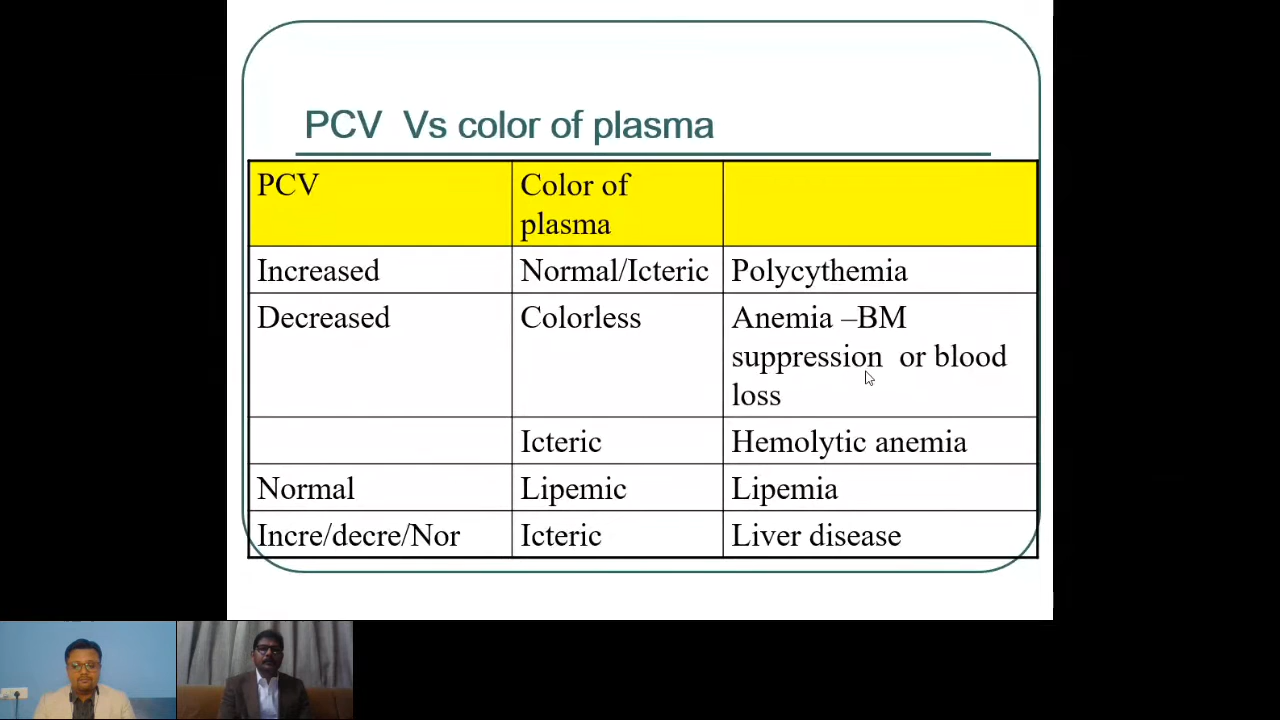 PCV Vs color of plasma
PCV
Color of
plasma
Increased
Normal/Icteric
Polycythemia
Decreased
Colorless
Anemia –BM
suppression or blood
loss
Icteric
Hemolytic anemia
Normal
Lipemic
Lipemia
Incre/decre/Nor
Icteric
Liver disease